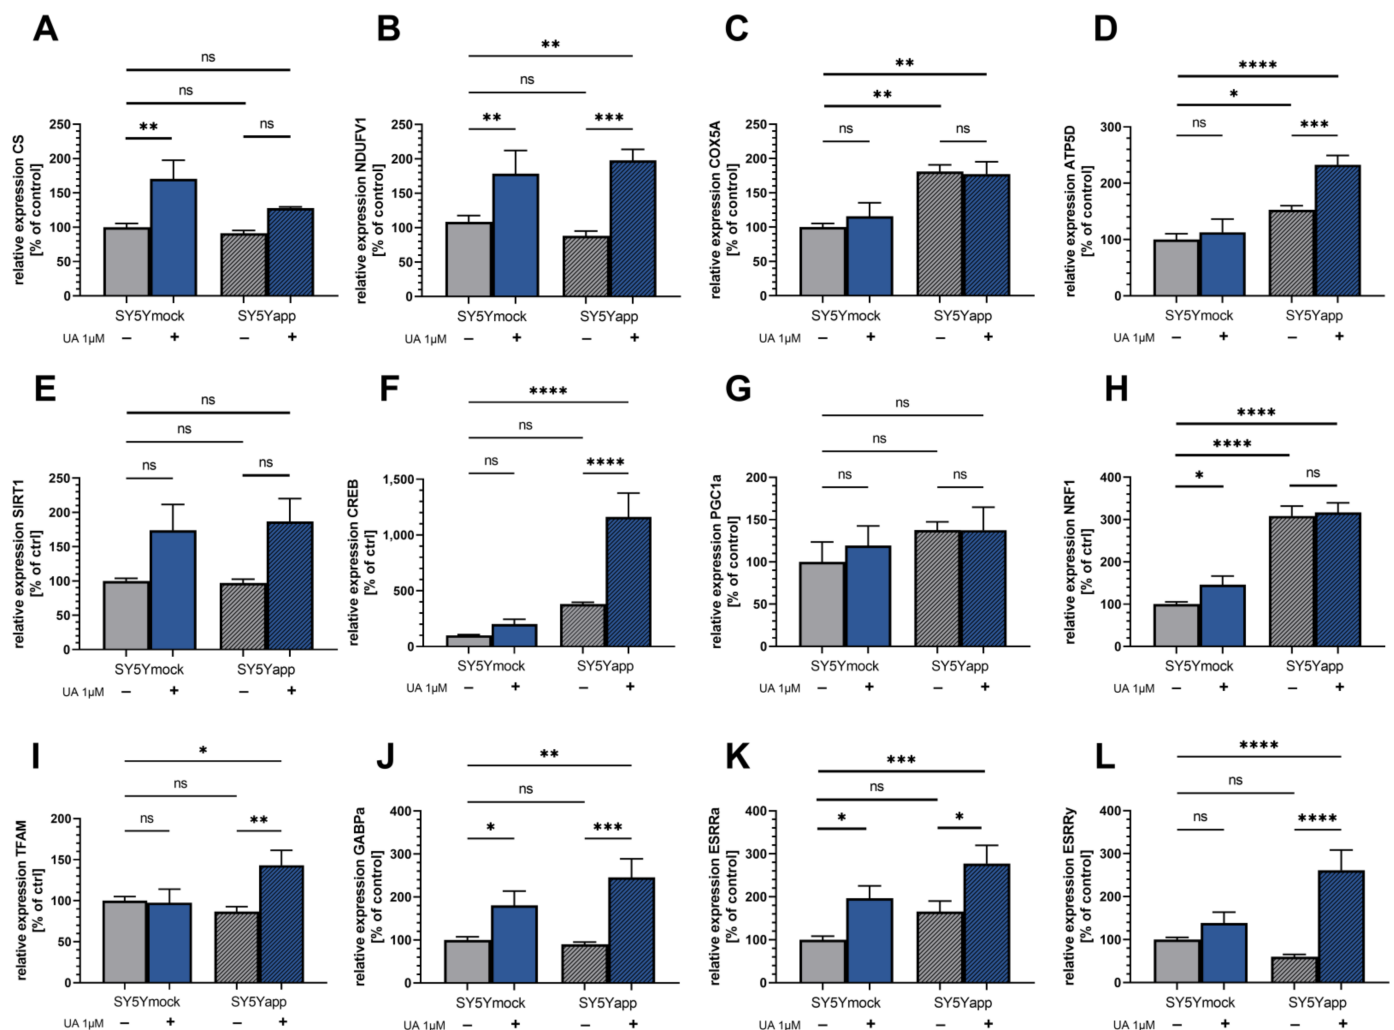 A
ns
ns
**
ns
relative expression CS
[% of control]
250
200
150
100
50
0
SY5Ymock
SY5Yapp
UA 1µM
–
+
–
+
B
**
ns
**
***
relative expression NDUFV1
[% of control]
250
200
150
100
50
0
SY5Ymock
SY5Yapp
UA 1µM
–
+
–
+
C
**
**
ns
ns
relative expression COX5A
[% of control]
250
200
150
100
50
0
SY5Ymock
SY5Yapp
UA 1µM
–
+
–
+
D
****
*
ns
***
relative expression ATP5D
[% of control]
300
200
100
0
SY5Ymock
SY5Yapp
UA 1µM
–
+
–
+
E
ns
ns
ns
ns
relative expression SIRT1
[% of ctrl]
250
200
150
100
50
0
SY5Ymock
SY5Yapp
UA 1µM
–
+
–
+
F
****
ns
ns
****
relative expression CREB
[% of ctrl]
1,500
1,000
500
0
SY5Ymock
SY5Yapp
UA 1µM
–
+
–
+
G
ns
ns
ns
ns
relative expression PGC1a
[% of control]
200
150
100
50
0
SY5Ymock
SY5Yapp
UA 1µM
–
+
–
+
H
****
****
*
ns
relative expression NRF1
[% of ctrl]
400
300
200
100
0
SY5Ymock
SY5Yapp
UA 1µM
–
+
–
+
I
*
ns
ns
**
relative expression TFAM
[% of ctrl]
200
150
100
50
0
SY5Ymock
SY5Yapp
UA 1µM
–
+
–
+
J
**
ns
*
***
relative expression GABPa
[% of control]
400
300
200
100
0
SY5Ymock
SY5Yapp
UA 1µM
–
+
–
+
K
***
ns
*
*
relative expression ESRRa
[% of control]
400
300
200
100
0
SY5Ymock
SY5Yapp
UA 1µM
–
+
–
+
L
****
ns
ns
****
relative expression ESRRy
[% of control]
400
300
200
100
0
SY5Ymock
SY5Yapp
UA 1µM
–
+
–
+